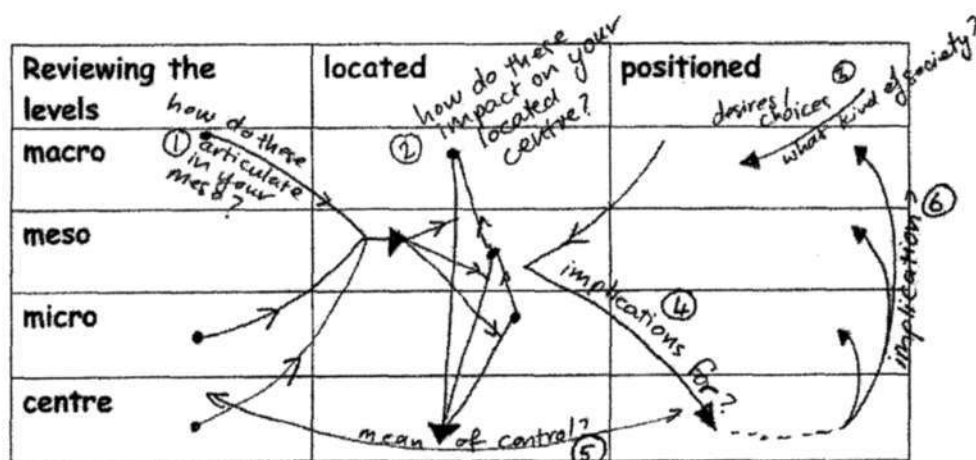 Reviewing the levels
located
positioned
macro
meso
micro
centre
① how do these
articulate
in your
meso?
② how do these
impact on your
located
centre?
③ desires/
choices
what kind of society?
implications for? ④
mean of control? ⑤
implication? ⑥